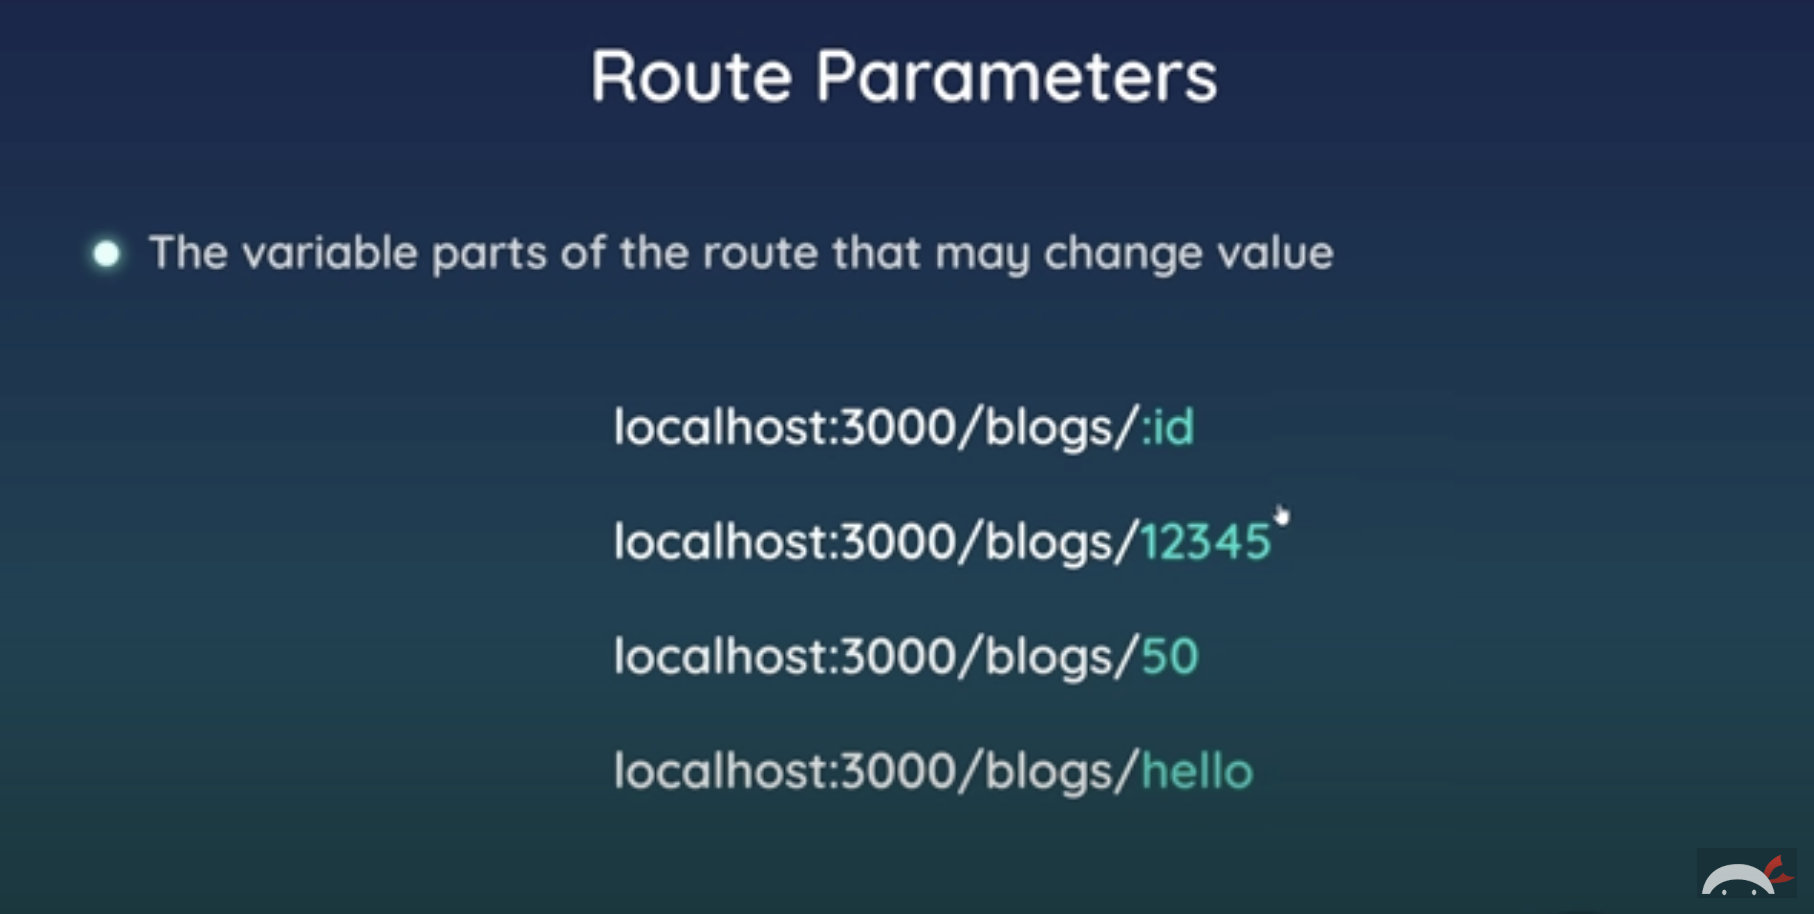 Route Parameters
The variable parts of the route that may change value
localhost:3000/blogs/:id
localhost:3000/blogs/12345
localhost:3000/blogs/50
localhost:3000/blogs/hello